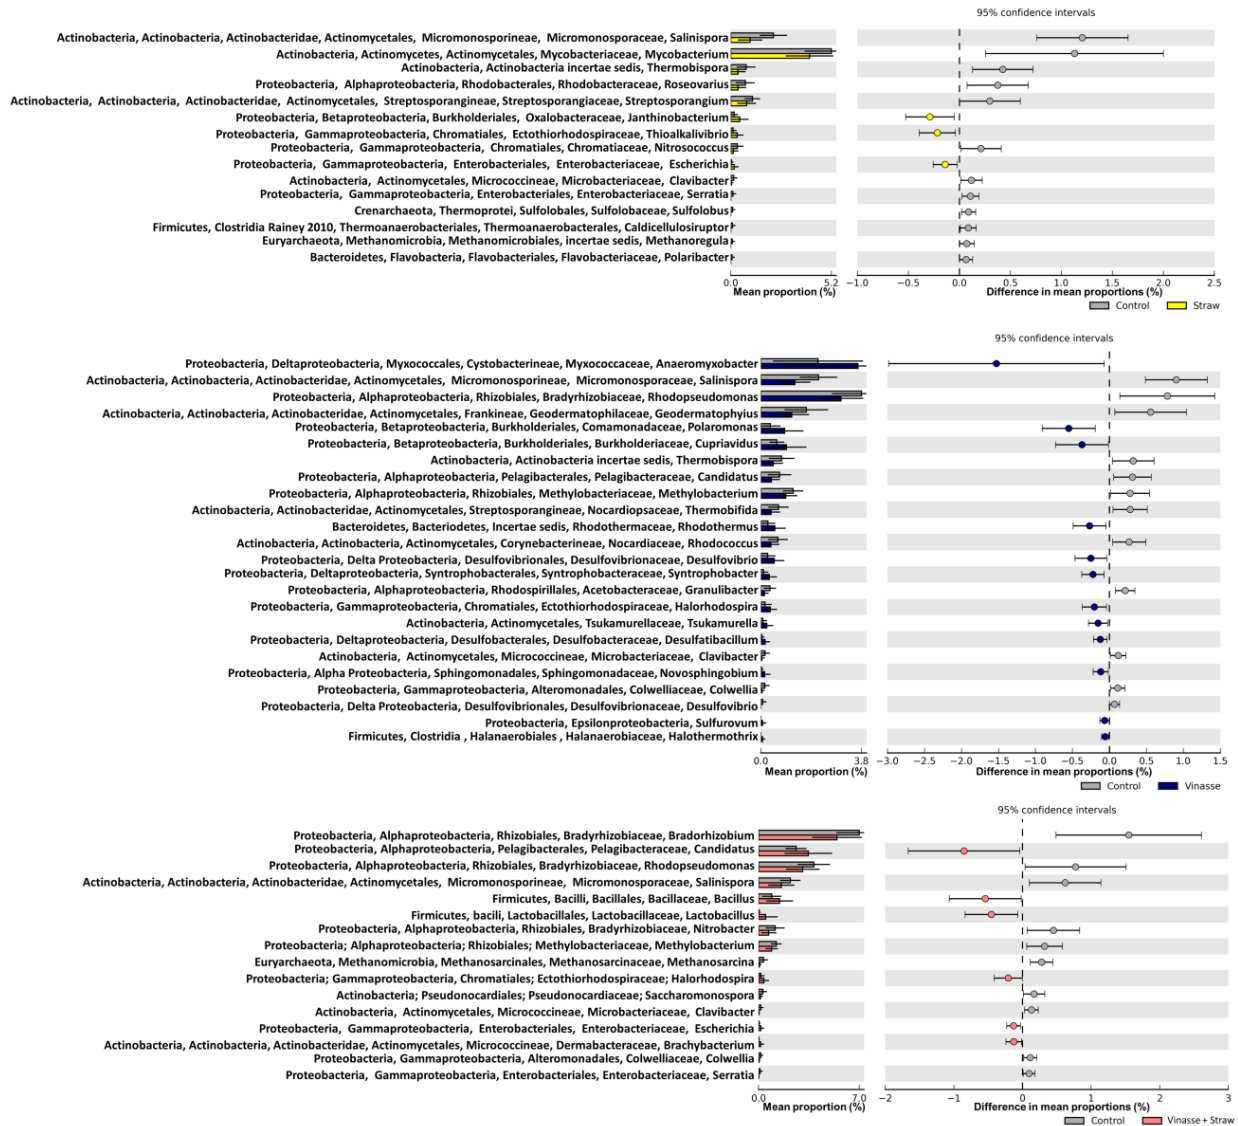 95% confidence intervals
Actinobacteria, Actinobacteria, Actinobacteridae, Actinomycetales, Micromonosporineae, Micromonosporaceae, Salinispora
Actinobacteria, Actinomycetes, Actinomycetales, Mycobacteriaceae, Mycobacterium
Actinobacteria, Actinobacteria incertae sedis, Thermobispora
Proteobacteria, Alphaproteobacteria, Rhodobacterales, Rhodobacteraceae, Roseovarius
Actinobacteria, Actinobacteria, Actinobacteridae, Actinomycetales, Streptosporangineae, Streptosporangiaceae, Streptosporangium
Proteobacteria, Betaproteobacteria, Burkholderiales, Oxalobacteraceae, Janthinobacterium
Proteobacteria, Gammaproteobacteria, Chromatiales, Ectothiorhodospiraceae, Thioalkalivibrio
Proteobacteria, Gammaproteobacteria, Chromatiales, Chromatiaceae, Nitrosococcus
Proteobacteria, Gammaproteobacteria, Enterobacteriales, Enterobacteriaceae, Escherichia
Actinobacteria, Actinomycetales, Micrococcineae, Microbacteriaceae, Clavibacter
Proteobacteria, Gammaproteobacteria, Enterobacteriales, Enterobacteriaceae, Serratia
Crenarchaeota, Thermoprotei, Sulfolobales, Sulfolobaceae, Sulfolobus
Firmicutes, Clostridia Rainey 2010, Thermoanaerobacteriales, Thermoanaerobacterales, Caldicellulosiruptor
Euryarchaeota, Methanomicrobia, Methanomicrobiales, incertae sedis, Methanoregula
Bacteroidetes, Flavobacteria, Flavobacteriales, Flavobacteriaceae, Polaribacter
0.0 5.2 −1.0 −0.5 0.0 0.5 1.0 1.5 2.0 2.5
Mean proportion (%) Difference in mean proportions (%)
Control Straw
95% confidence intervals
Proteobacteria, Deltaproteobacteria, Myxococcales, Cystobacterineae, Myxococcaceae, Anaeromyxobacter
Actinobacteria, Actinobacteria, Actinobacteridae, Actinomycetales, Micromonosporineae, Micromonosporaceae, Salinispora
Proteobacteria, Alphaproteobacteria, Rhizobiales, Bradyrhizobiaceae, Rhodopseudomonas
Actinobacteria, Actinobacteria, Actinobacteridae, Actinomycetales, Frankineae, Geodermatophilaceae, Geodermatophyius
Proteobacteria, Betaproteobacteria, Burkholderiales, Comamonadaceae, Polaromonas
Proteobacteria, Betaproteobacteria, Burkholderiales, Burkholderiaceae, Cupriavidus
Actinobacteria, Actinobacteria incertae sedis, Thermobispora
Proteobacteria, Alphaproteobacteria, Pelagibacterales, Pelagibacteraceae, Candidatus
Proteobacteria, Alphaproteobacteria, Rhizobiales, Methylobacteriaceae, Methylobacterium
Actinobacteria, Actinobacteridae, Actinomycetales, Streptosporangineae, Nocardiopsaceae, Thermobifida
Bacteroidetes, Bacteriodetes, Incertae sedis, Rhodothermaceae, Rhodothermus
Actinobacteria, Actinobacteria, Actinomycetales, Corynebacterineae, Nocardiaceae, Rhodococcus
Proteobacteria, Delta Proteobacteria, Desulfovibrionales, Desulfovibrionaceae, Desulfovibrio
Proteobacteria, Deltaproteobacteria, Syntrophobacterales, Syntrophobacteraceae, Syntrophobacter
Proteobacteria, Alphaproteobacteria, Rhodospirillales, Acetobacteraceae, Granulibacter
Proteobacteria, Gammaproteobacteria, Chromatiales, Ectothiorhodospiraceae, Halorhodospira
Actinobacteria, Actinomycetales, Tsukamurellaceae, Tsukamurella
Proteobacteria, Deltaproteobacteria, Desulfobacterales, Desulfobacteraceae, Desulfatibacillum
Actinobacteria, Actinomycetales, Micrococcineae, Microbacteriaceae, Clavibacter
Proteobacteria, Alpha Proteobacteria, Sphingomonadales, Sphingomonadaceae, Novosphingobium
Proteobacteria, Gammaproteobacteria, Alteromonadales, Colwelliaceae, Colwellia
Proteobacteria, Delta Proteobacteria, Desulfovibrionales, Desulfovibrionaceae, Desulfovibrio
Proteobacteria, Epsilonproteobacteria, Sulfurovum
Firmicutes, Clostridia , Halanaerobiales , Halanaerobiaceae, Halothermothrix
0.0 3.8 −3.0 −2.5 −2.0 −1.5 −1.0 −0.5 0.0 0.5 1.0 1.5
Mean proportion (%) Difference in mean proportions (%)
Control Vinasse
95% confidence intervals
Proteobacteria, Alphaproteobacteria, Rhizobiales, Bradyrhizobiaceae, Bradorhizobium
Proteobacteria, Alphaproteobacteria, Pelagibacterales, Pelagibacteraceae, Candidatus
Proteobacteria, Alphaproteobacteria, Rhizobiales, Bradyrhizobiaceae, Rhodopseudomonas
Actinobacteria, Actinobacteria, Actinobacteridae, Actinomycetales, Micromonosporineae, Micromonosporaceae, Salinispora
Firmicutes, Bacilli, Bacillales, Bacillaceae, Bacillus
Firmicutes, bacili, Lactobacillales, Lactobacillaceae, Lactobacillus
Proteobacteria, Alphaproteobacteria, Rhizobiales, Bradyrhizobiaceae, Nitrobacter
Proteobacteria; Alphaproteobacteria; Rhizobiales; Methylobacteriaceae, Methylobacterium
Euryarchaeota, Methanomicrobia, Methanosarcinales, Methanosarcinaceae, Methanosarcina
Proteobacteria; Gammaproteobacteria, Chromatiales; Ectothiorhodospiraceae; Halorhodospira
Actinobacteria; Pseudonocardiales; Pseudonocardiaceae; Saccharomonospora
Actinobacteria, Actinomycetales, Micrococcineae, Microbacteriaceae, Clavibacter
Proteobacteria, Gammaproteobacteria, Enterobacteriales, Enterobacteriaceae, Escherichia
Actinobacteria, Actinobacteria, Actinobacteridae, Actinomycetales, Micrococcineae, Dermabacteraceae, Brachybacterium
Proteobacteria, Gammaproteobacteria, Alteromonadales, Colwelliaceae, Colwellia
Proteobacteria, Gammaproteobacteria, Enterobacteriales, Enterobacteriaceae, Serratia
0.0 7.0 −2 −1 0 1 2 3
Mean proportion (%) Difference in mean proportions (%)
Control Vinasse + Straw